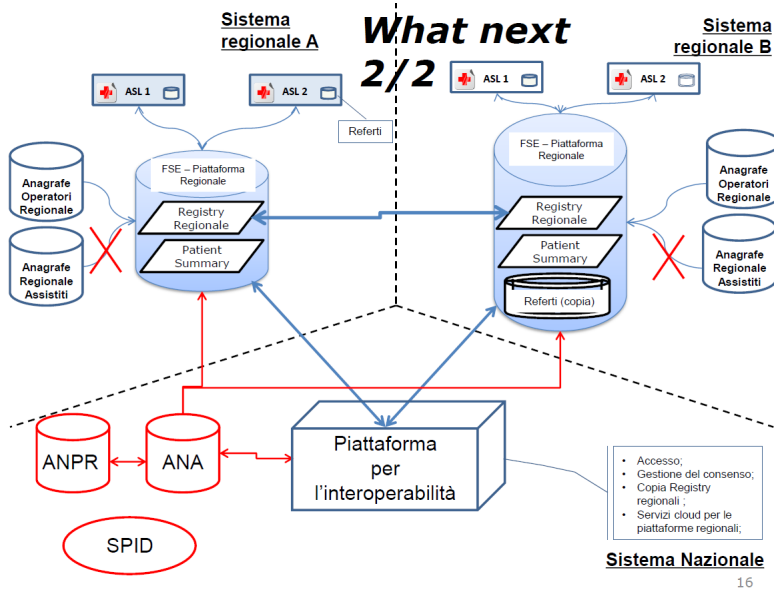 Sistema
regionale A
What next
2/2
Sistema
regionale B
ASL 1
ASL 2
ASL 1
ASL 2
Referti
FSE – Piattaforma
Regionale
FSE – Piattaforma
Regionale
Anagrafe
Operatori
Regionale
Anagrafe
Operatori
Regionale
Registry
Regionale
Registry
Regionale
Anagrafe
Regionale
Assistiti
Patient
Summary
Patient
Summary
Anagrafe
Regionale
Assistiti
Referti (copia)
ANPR
ANA
Piattaforma
per
l’interoperabilità
• Accesso;
• Gestione del consenso;
• Copia Registry
regionali ;
• Servizi cloud per le
piattaforme regionali;
SPID
Sistema Nazionale
16